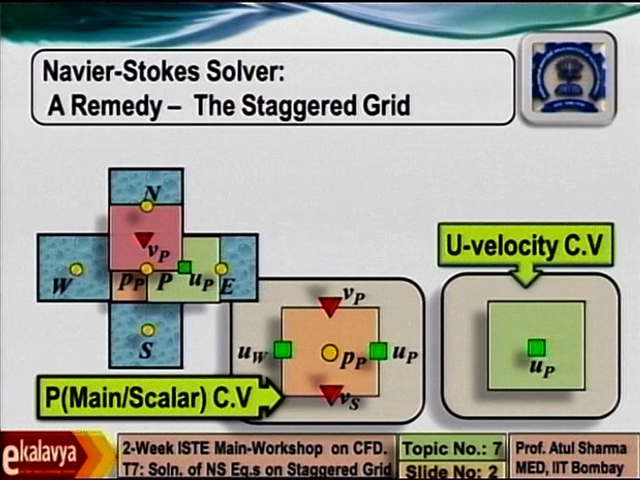 Navier-Stokes Solver:
A Remedy – The Staggered Grid
N
v_P
W
p_P
P
u_P
E
S
U-velocity C.V
u_P
v_P
u_W
p_P
u_P
v_S
P(Main/Scalar) C.V
ekalavya
2-Week ISTE Main-Workshop on CFD.
T7: Soln. of NS Eq.s on Staggered Grid
Topic No.: 7
Slide No.: 2
Prof. Atul Sharma
MED, IIT Bombay